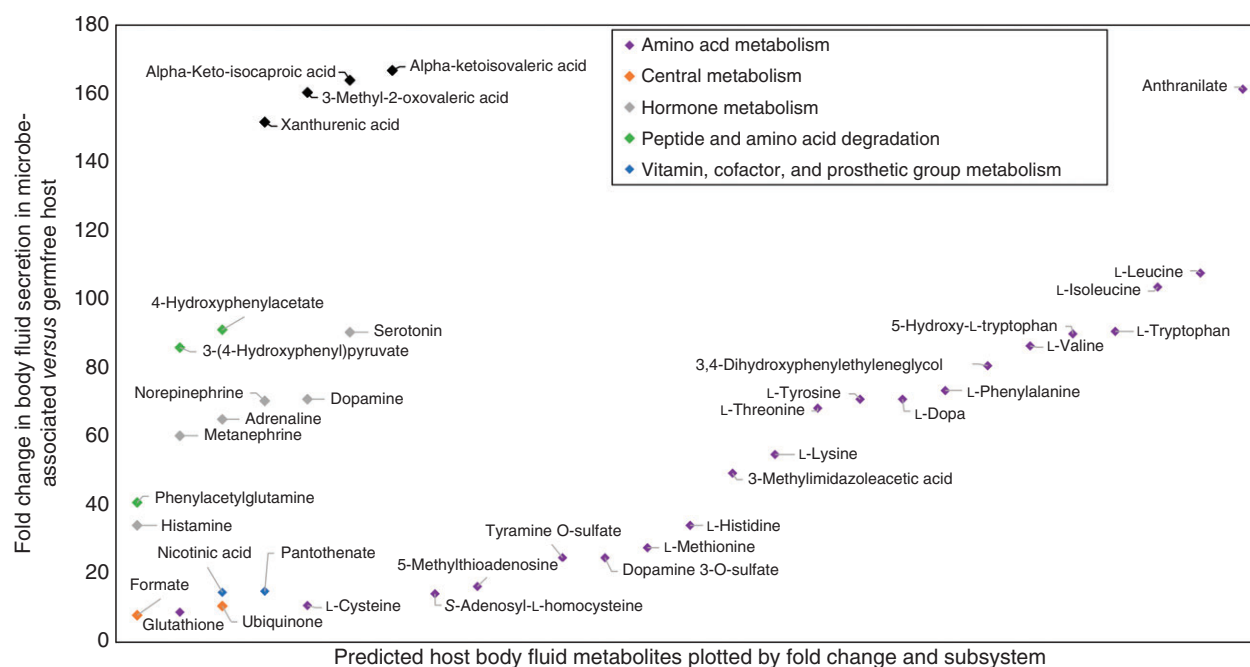 Fold change in body fluid secretion in microbe-
associated versus germfree host
180
160
140
120
100
80
60
40
20
0
Amino acd metabolism
Central metabolism
Hormone metabolism
Peptide and amino acid degradation
Vitamin, cofactor, and prosthetic group metabolism
Alpha-Keto-isocaproic acid
Alpha-ketoisovaleric acid
3-Methyl-2-oxovaleric acid
Xanthurenic acid
Anthranilate
4-Hydroxyphenylacetate
3-(4-Hydroxyphenyl)pyruvate
Serotonin
Norepinephrine
Dopamine
Adrenaline
Metanephrine
Phenylacetylglutamine
Histamine
Nicotinic acid
Pantothenate
Formate
Glutathione
Ubiquinone
L-Cysteine
5-Methylthioadenosine
S-Adenosyl-L-homocysteine
Tyramine O-sulfate
Dopamine 3-O-sulfate
L-Methionine
L-Histidine
3-Methylimidazoleacetic acid
L-Lysine
L-Threonine
L-Tyrosine
L-Dopa
L-Phenylalanine
3,4-Dihydroxyphenylethyleneglycol
L-Valine
5-Hydroxy-L-tryptophan
L-Tryptophan
L-Isoleucine
L-Leucine
Predicted host body fluid metabolites plotted by fold change and subsystem